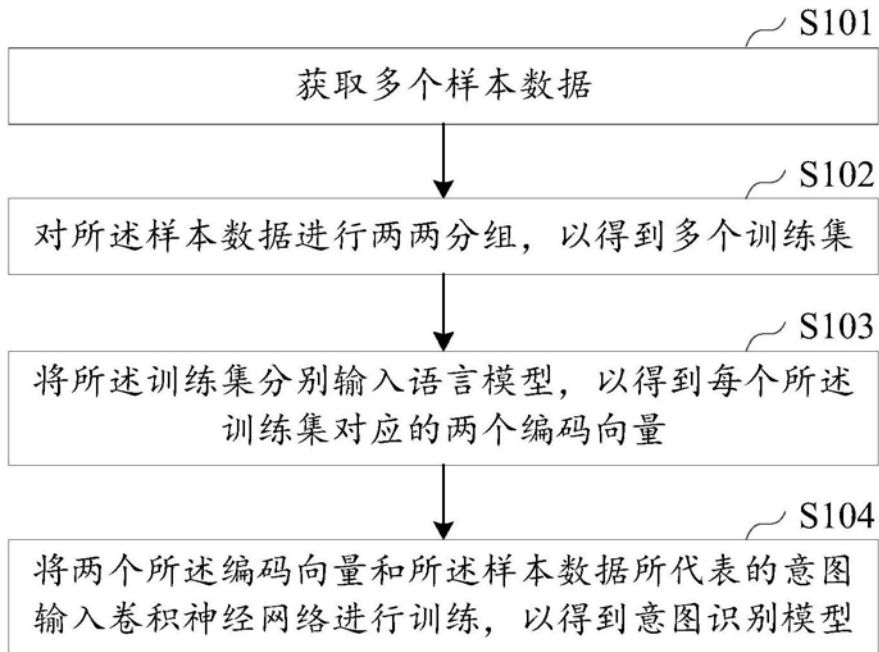 S101
获取多个样本数据
S102
对所述样本数据进行两两分组，以得到多个训练集
S103
将所述训练集分别输入语言模型，以得到每个所述
训练集对应的两个编码向量
S104
将两个所述编码向量和所述样本数据所代表的意图
输入卷积神经网络进行训练，以得到意图识别模型